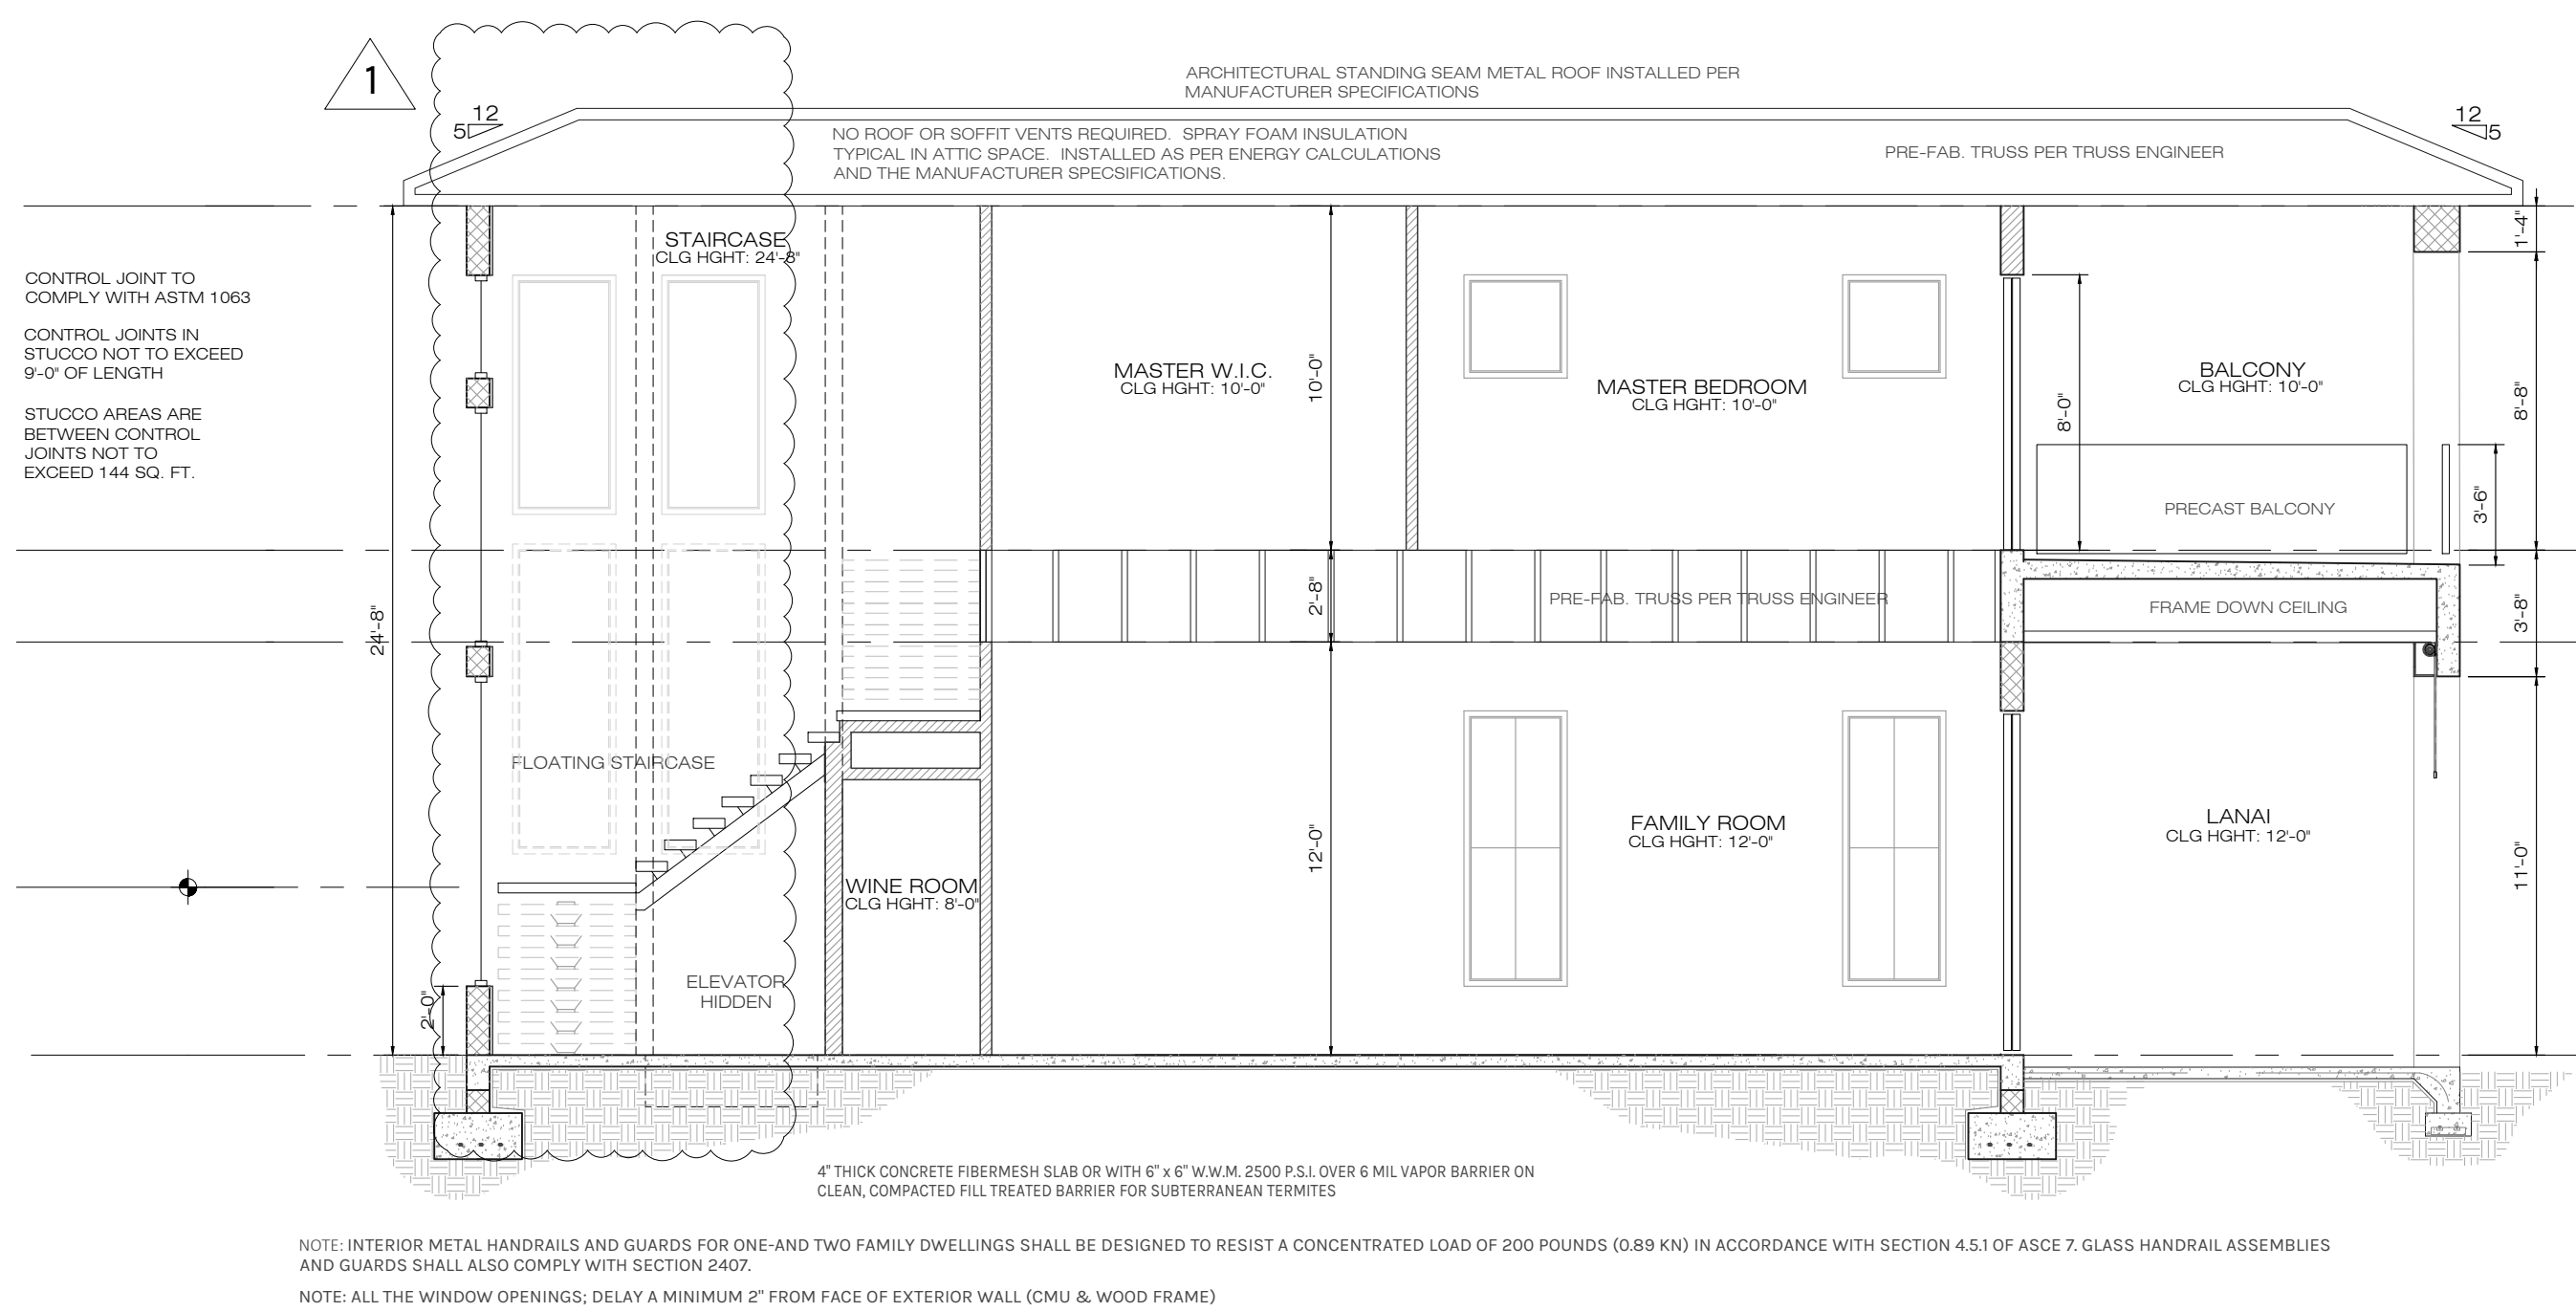 1
ARCHITECTURAL STANDING SEAM METAL ROOF INSTALLED PER
MANUFACTURER SPECIFICATIONS
12
5
12
5
NO ROOF OR SOFFIT VENTS REQUIRED. SPRAY FOAM INSULATION
TYPICAL IN ATTIC SPACE. INSTALLED AS PER ENERGY CALCULATIONS
AND THE MANUFACTURER SPECSIFICATIONS.
PRE-FAB. TRUSS PER TRUSS ENGINEER
CONTROL JOINT TO
COMPLY WITH ASTM 1063
CONTROL JOINTS IN
STUCCO NOT TO EXCEED
9'-0" OF LENGTH
STUCCO AREAS ARE
BETWEEN CONTROL
JOINTS NOT TO
EXCEED 144 SQ. FT.
STAIRCASE
CLG HGHT: 24'-8"
MASTER W.I.C.
CLG HGHT: 10'-0"
10'-0"
MASTER BEDROOM
CLG HGHT: 10'-0"
8'-0"
BALCONY
CLG HGHT: 10'-0"
1'-4"
8'-8"
PRECAST BALCONY
3'-6"
24'-8"
2'-8"
PRE-FAB. TRUSS PER TRUSS ENGINEER
FRAME DOWN CEILING
3'-8"
FLOATING STAIRCASE
WINE ROOM
CLG HGHT: 8'-0"
12'-0"
FAMILY ROOM
CLG HGHT: 12'-0"
LANAI
CLG HGHT: 12'-0"
11'-0"
ELEVATOR
HIDDEN
2'-0"
4" THICK CONCRETE FIBERMESH SLAB OR WITH 6" x 6" W.W.M. 2500 P.S.I. OVER 6 MIL VAPOR BARRIER ON
CLEAN, COMPACTED FILL TREATED BARRIER FOR SUBTERRANEAN TERMITES
NOTE: INTERIOR METAL HANDRAILS AND GUARDS FOR ONE-AND TWO FAMILY DWELLINGS SHALL BE DESIGNED TO RESIST A CONCENTRATED LOAD OF 200 POUNDS (0.89 KN) IN ACCORDANCE WITH SECTION 4.5.1 OF ASCE 7. GLASS HANDRAIL ASSEMBLIES
AND GUARDS SHALL ALSO COMPLY WITH SECTION 2407.
NOTE: ALL THE WINDOW OPENINGS; DELAY A MINIMUM 2" FROM FACE OF EXTERIOR WALL (CMU & WOOD FRAME)